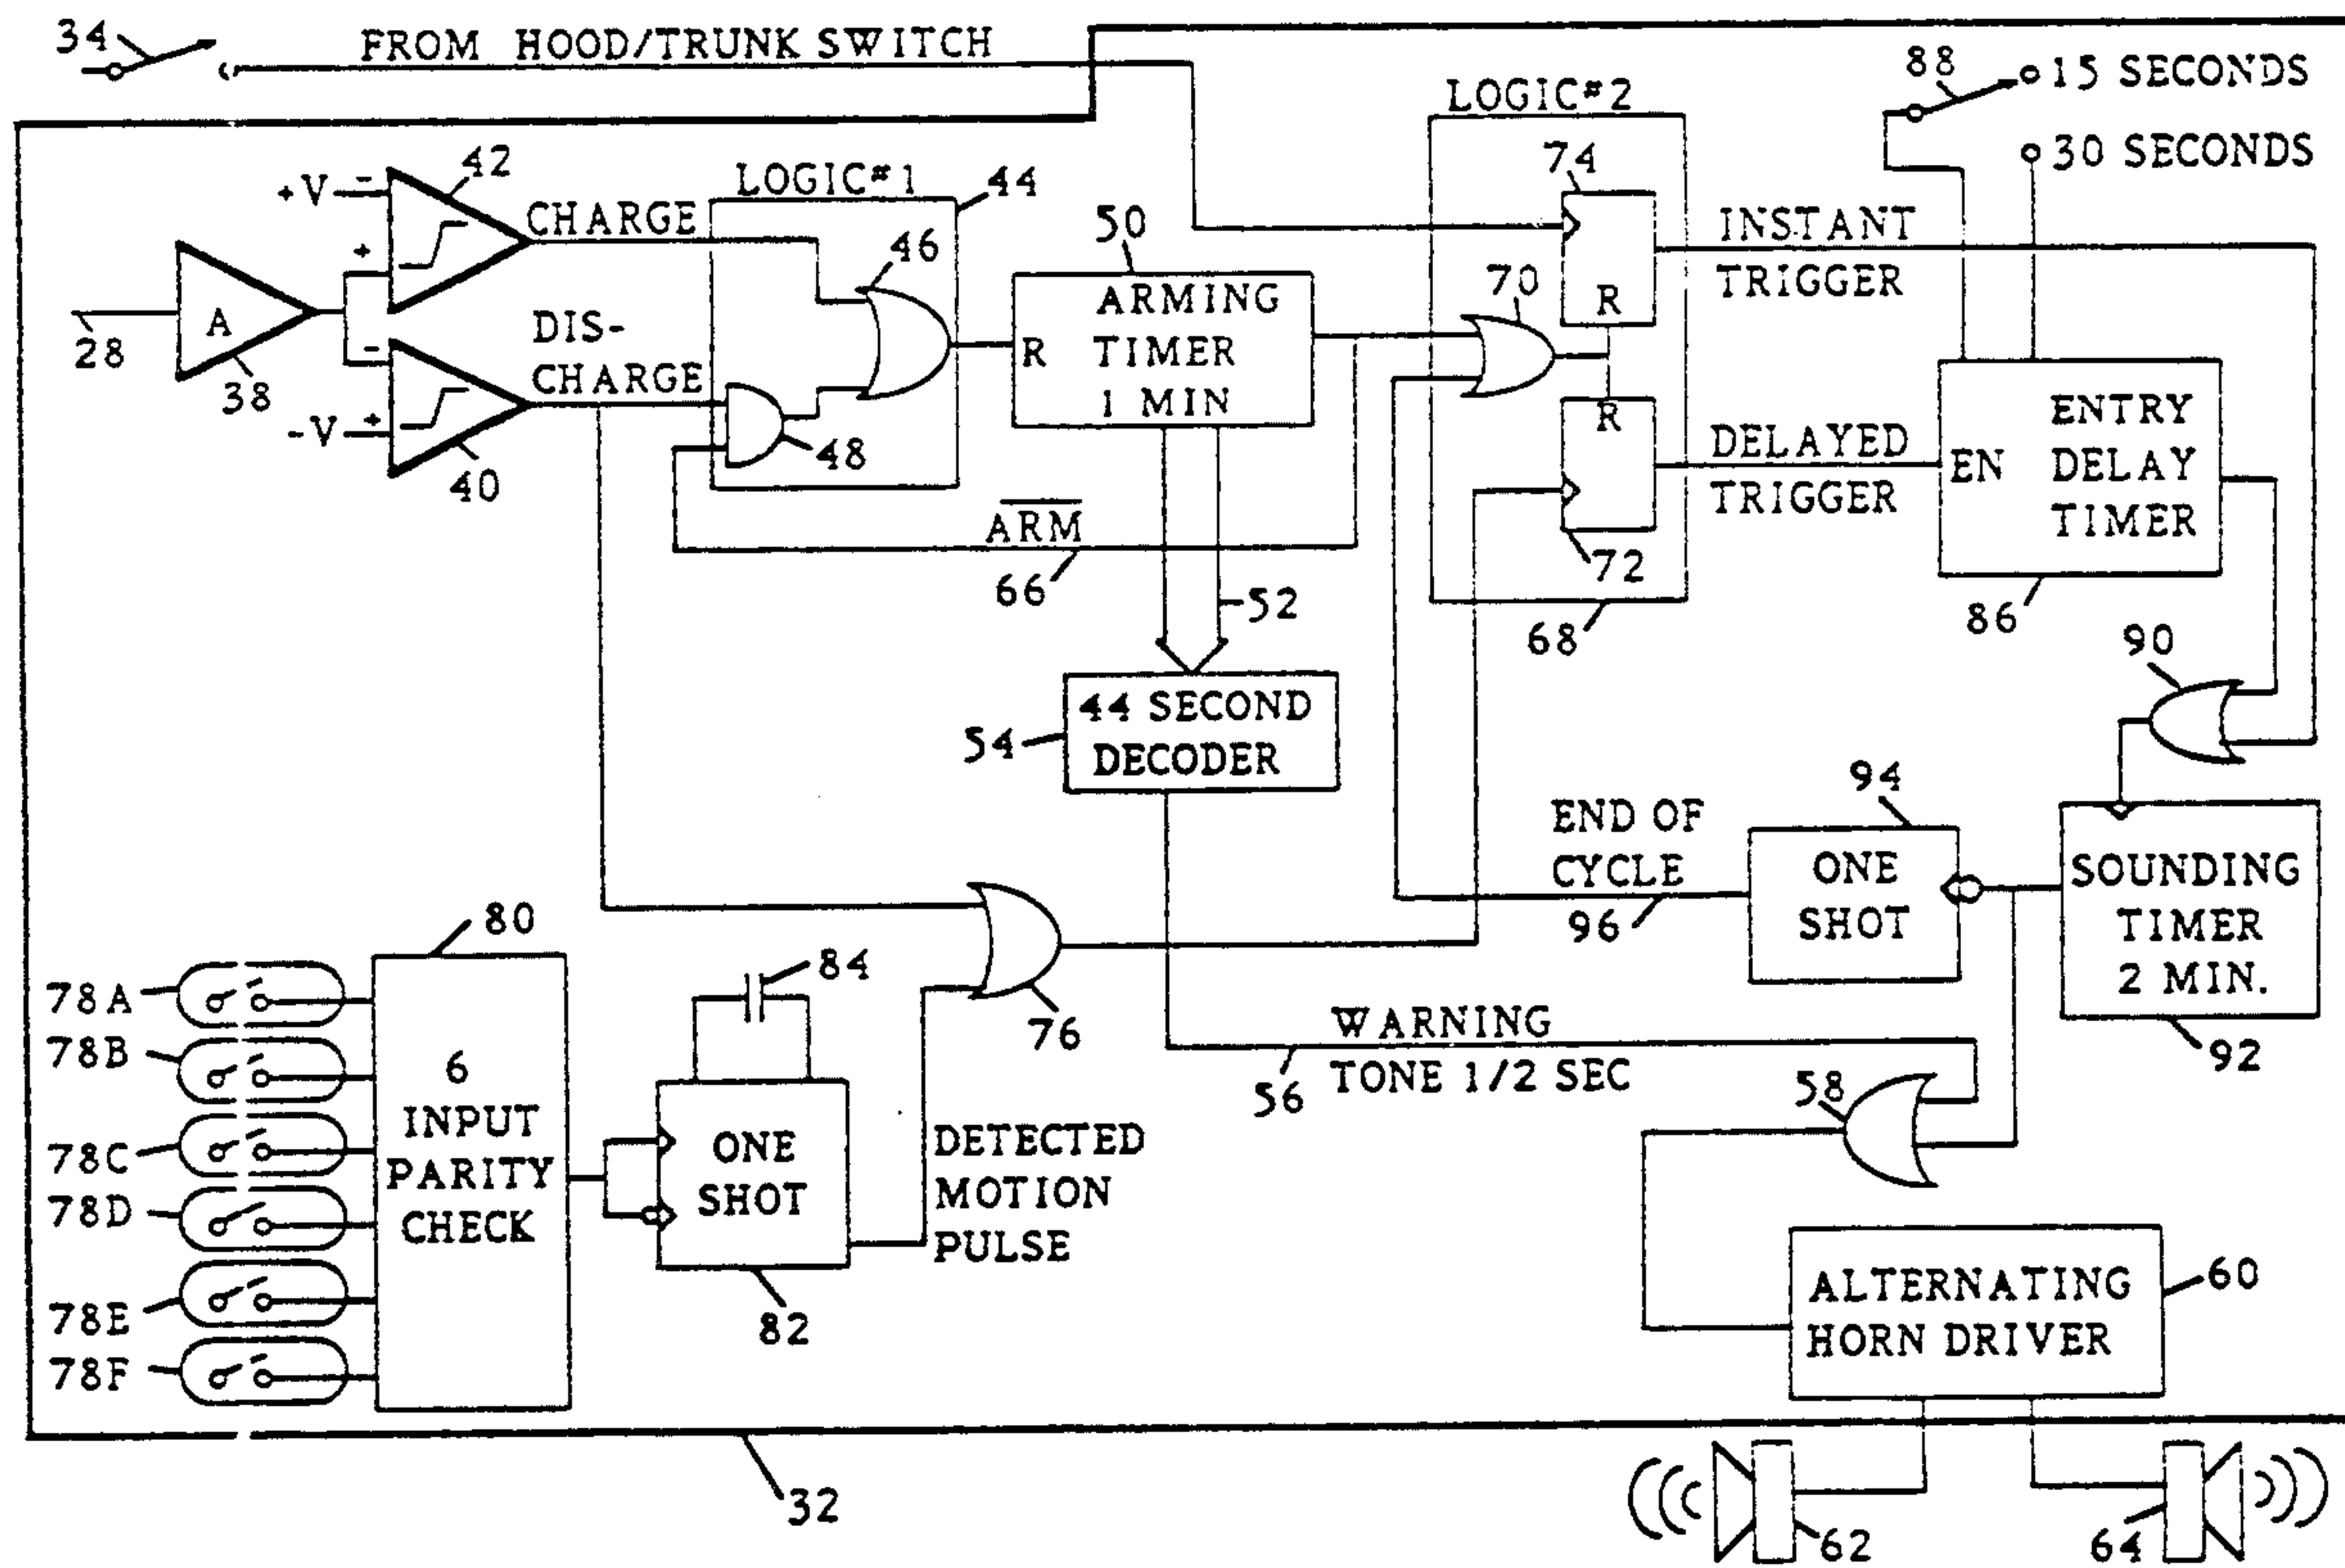 34
FROM HOOD/TRUNK SWITCH
88
15 SECONDS
30 SECONDS
LOGIC#2
74
+V
-
+
42
CHARGE
LOGIC#1
44
46
A
28
38
DIS-
CHARGE
-
+
-V
40
48
50
R
ARMING
TIMER
1 MIN
70
R
R
INSTANT
TRIGGER
DELAYED
TRIGGER
EN
ENTRY
DELAY
TIMER
ARM
66
52
72
68
86
90
54
44 SECOND
DECODER
94
END OF
CYCLE
96
ONE
SHOT
SOUNDING
TIMER
2 MIN.
92
80
78A
78B
78C
78D
78E
78F
6
INPUT
PARITY
CHECK
84
76
ONE
SHOT
82
DETECTED
MOTION
PULSE
WARNING
TONE 1/2 SEC
56
58
ALTERNATING
HORN DRIVER
60
32
62
64